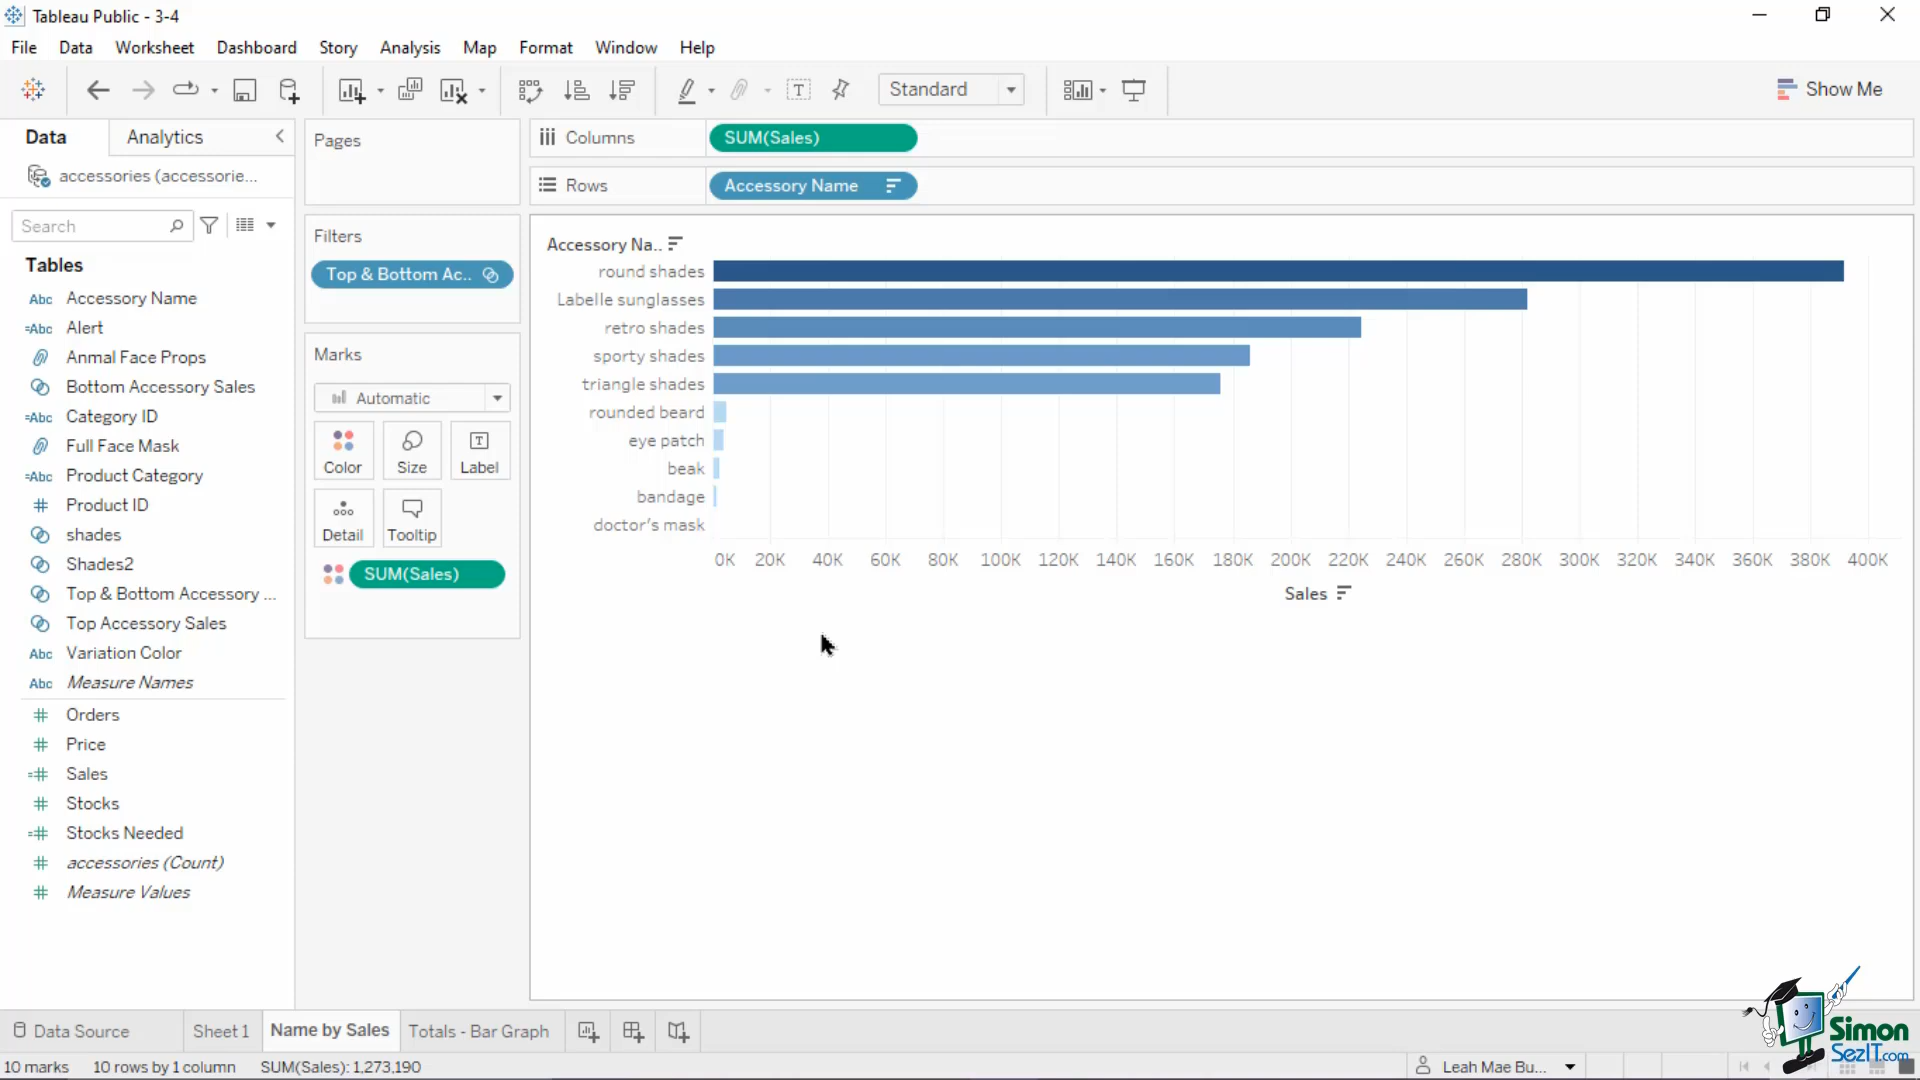 Tableau Public - 3-4
File Data Worksheet Dashboard Story Analysis Map Format Window Help
Standard
Show Me
Data Analytics
Pages
Columns SUM(Sales)
accessories (accessorie...
Rows Accessory Name
Search
Filters
Top & Bottom Ac..
Tables
Abc Accessory Name
=Abc Alert
Anmal Face Props
Bottom Accessory Sales
=Abc Category ID
Full Face Mask
=Abc Product Category
# Product ID
shades
Shades2
Top & Bottom Accessory ...
Top Accessory Sales
Abc Variation Color
Abc Measure Names
# Orders
# Price
=# Sales
# Stocks
=# Stocks Needed
# accessories (Count)
# Measure Values
Marks
Automatic
Color Size Label
Detail Tooltip
SUM(Sales)
Accessory Na..
round shades
Labelle sunglasses
retro shades
sporty shades
triangle shades
rounded beard
eye patch
beak
bandage
doctor's mask
0K 20K 40K 60K 80K 100K 120K 140K 160K 180K 200K 220K 240K 260K 280K 300K 320K 340K 360K 380K 400K
Sales
Data Source Sheet 1 Name by Sales Totals - Bar Graph
10 marks 10 rows by 1 column SUM(Sales): 1,273,190
Leah Mae Bu...
Simon
SezIT.com